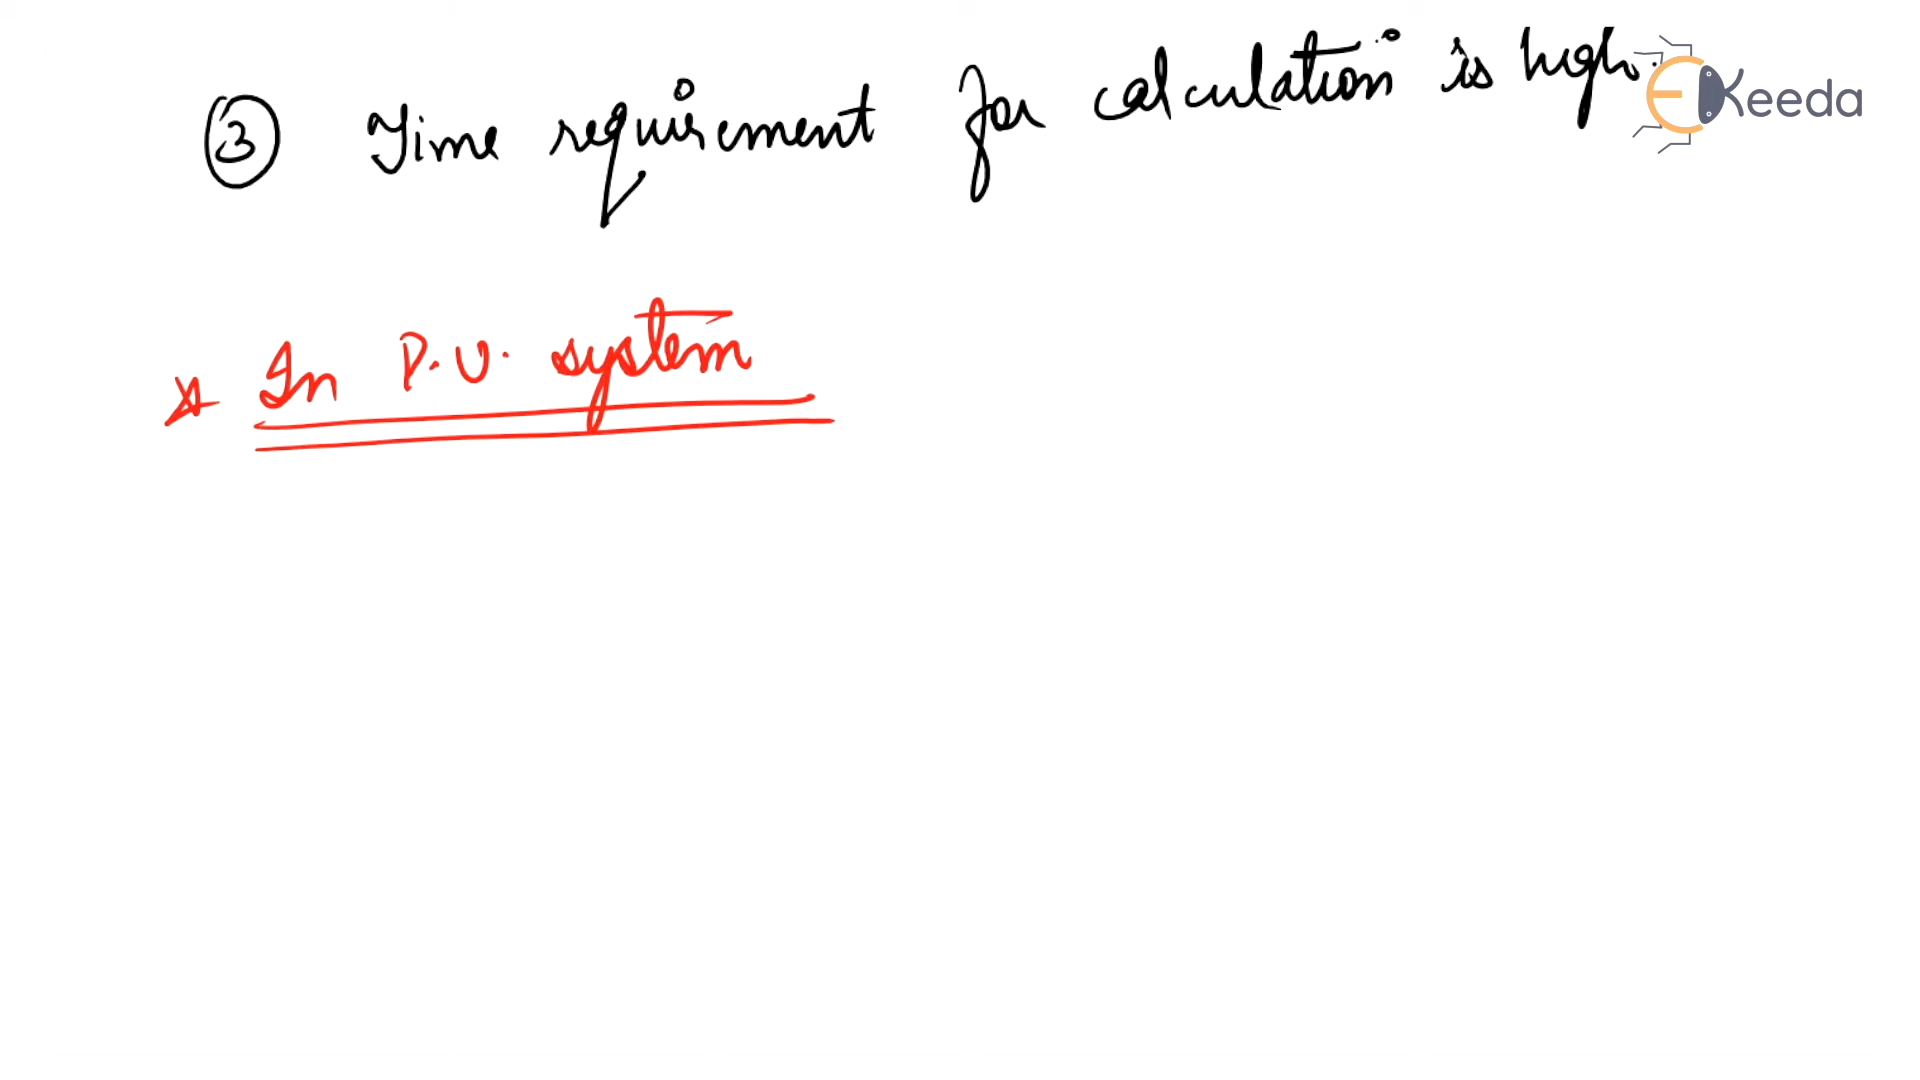 ③ Time requirement for calculation is high.
EKeeda
* In P.U. system